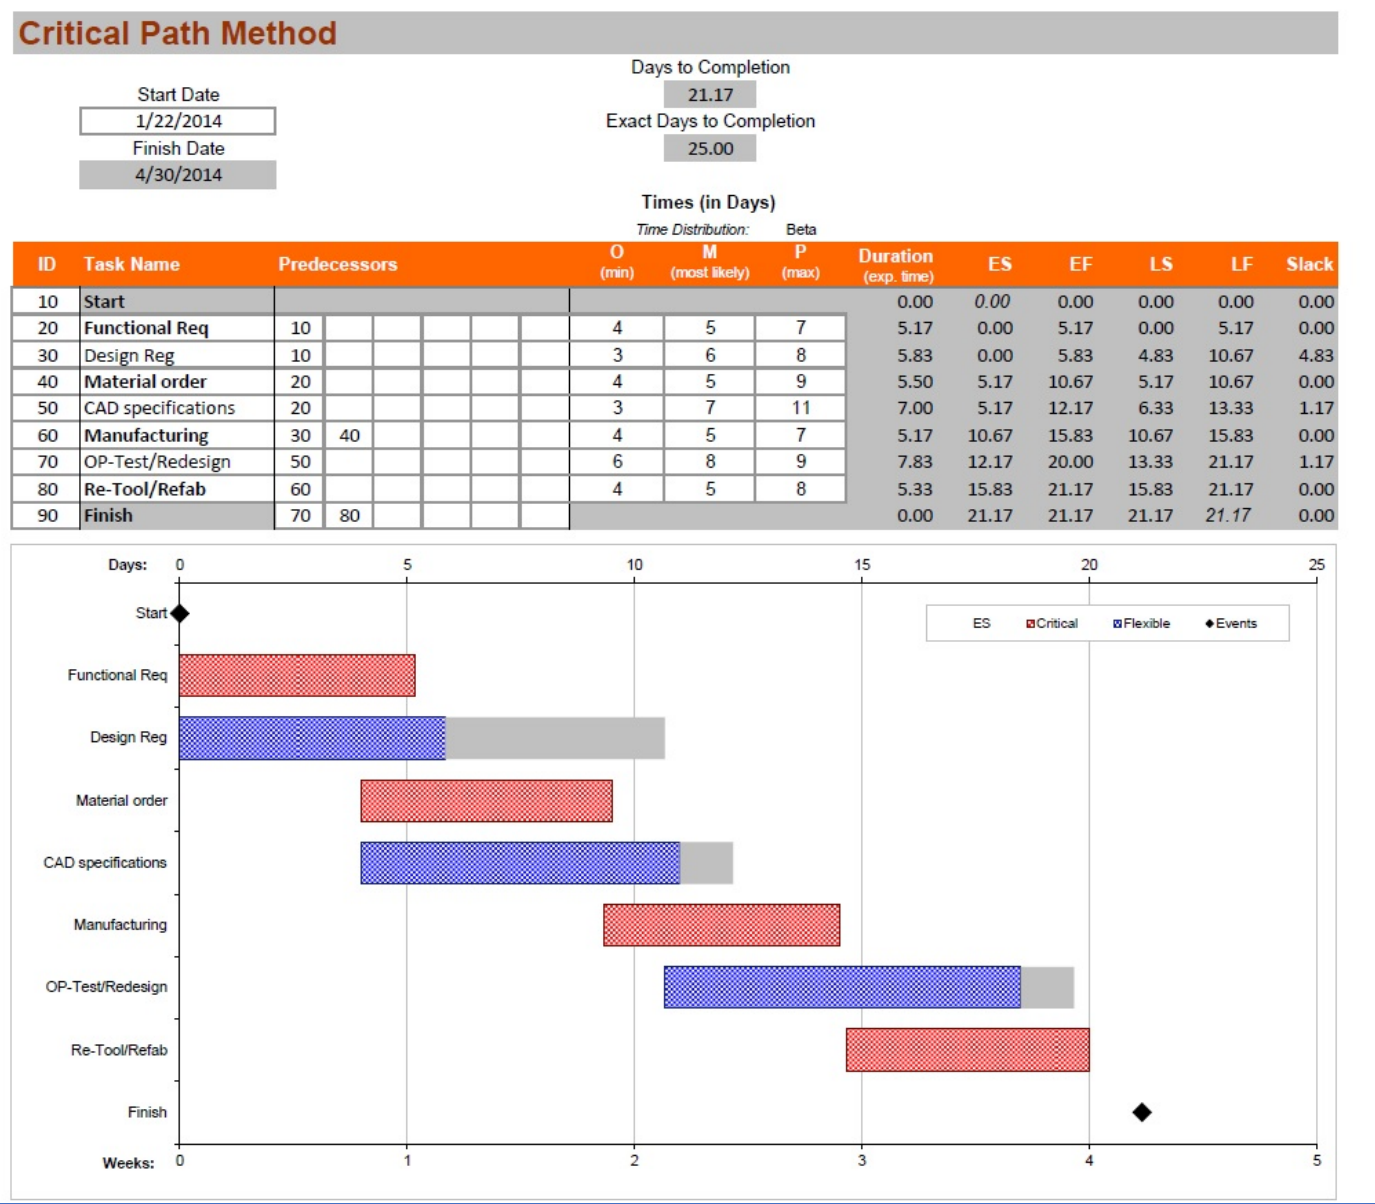 Critical Path Method
Days to Completion
Start Date 21.17
1/22/2014 Exact Days to Completion
Finish Date 25.00
4/30/2014
Times (in Days)
Time Distribution: Beta
ID Task Name Predecessors O (min) M (most likely) P (max) Duration (exp. time) ES EF LS LF Slack
10 Start 0.00 0.00 0.00 0.00 0.00 0.00
20 Functional Req 10 4 5 7 5.17 0.00 5.17 0.00 5.17 0.00
30 Design Reg 10 3 6 8 5.83 0.00 5.83 4.83 10.67 4.83
40 Material order 20 4 5 9 5.50 5.17 10.67 5.17 10.67 0.00
50 CAD specifications 20 3 7 11 7.00 5.17 12.17 6.33 13.33 1.17
60 Manufacturing 30 40 4 5 7 5.17 10.67 15.83 10.67 15.83 0.00
70 OP-Test/Redesign 50 6 8 9 7.83 12.17 20.00 13.33 21.17 1.17
80 Re-Tool/Refab 60 4 5 8 5.33 15.83 21.17 15.83 21.17 0.00
90 Finish 70 80 0.00 21.17 21.17 21.17 21.17 0.00
Days: 0 5 10 15 20 25
Start
ES Critical Flexible Events
Functional Req
Design Reg
Material order
CAD specifications
Manufacturing
OP-Test/Redesign
Re-Tool/Refab
Finish
Weeks: 0 1 2 3 4 5